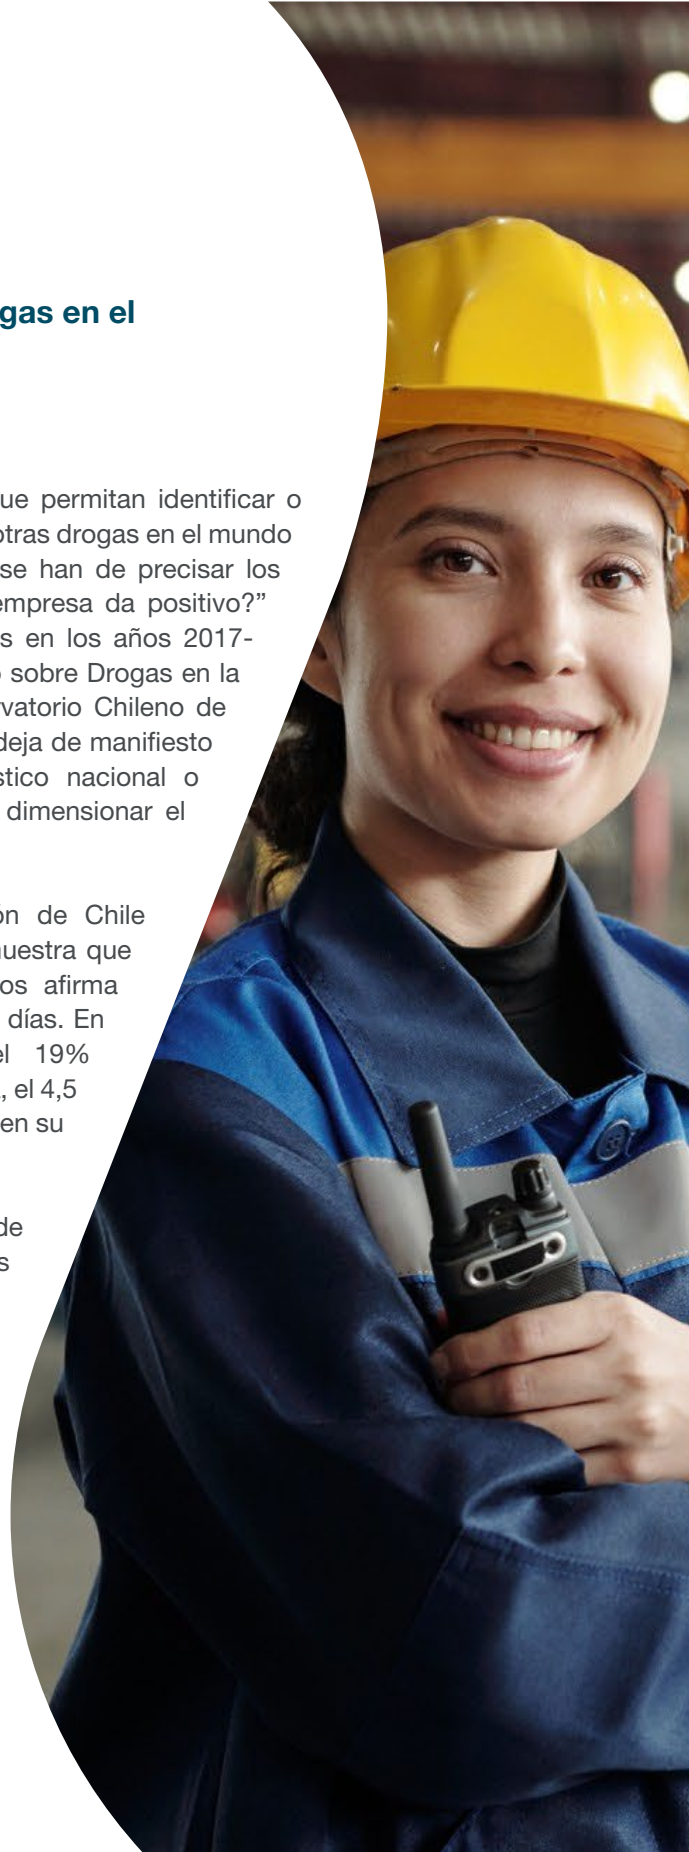 gas en el
ue permitan identificar o
otras drogas en el mundo
se han de precisar los
empresa da positivo?”
s en los años 2017-
sobre Drogas en la
vatorio Chileno de
deja de manifiesto
stico nacional o
dimensionar el
ón de Chile
uestra que
os afirma
días. En
el 19%
, el 4,5
en su
de
s